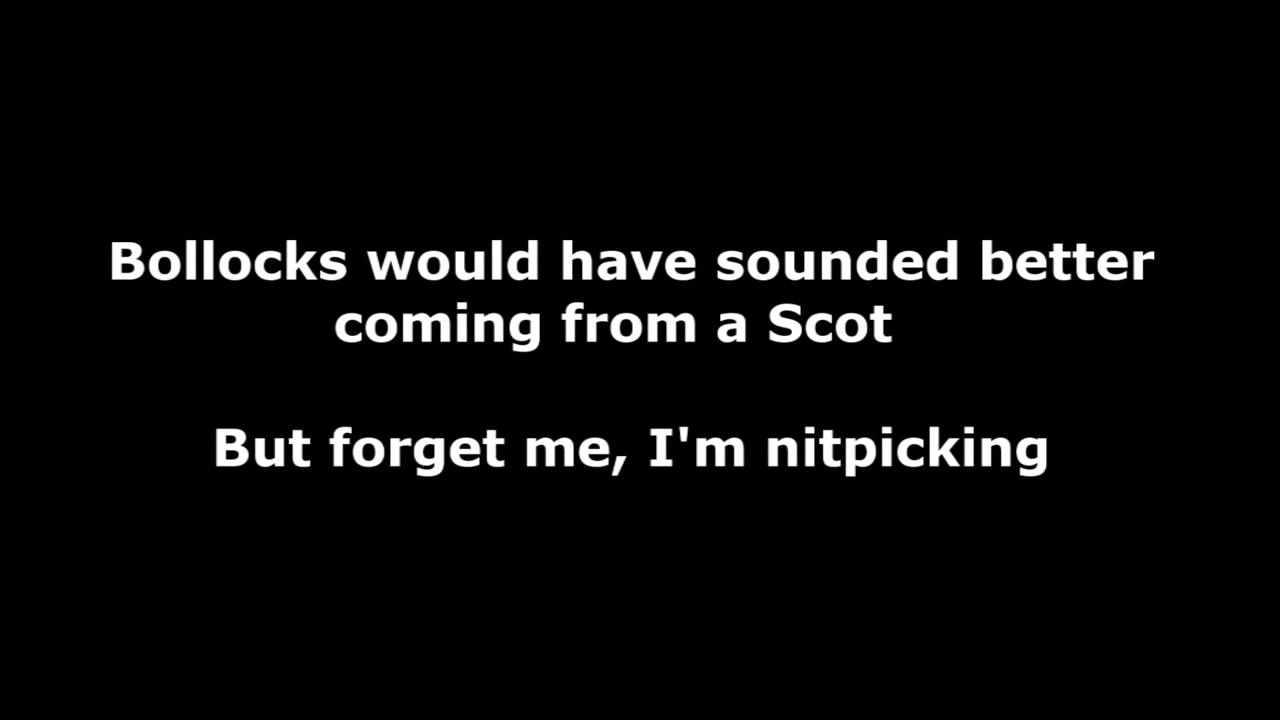 Bollocks would have sounded better
coming from a Scot
But forget me, I'm nitpicking